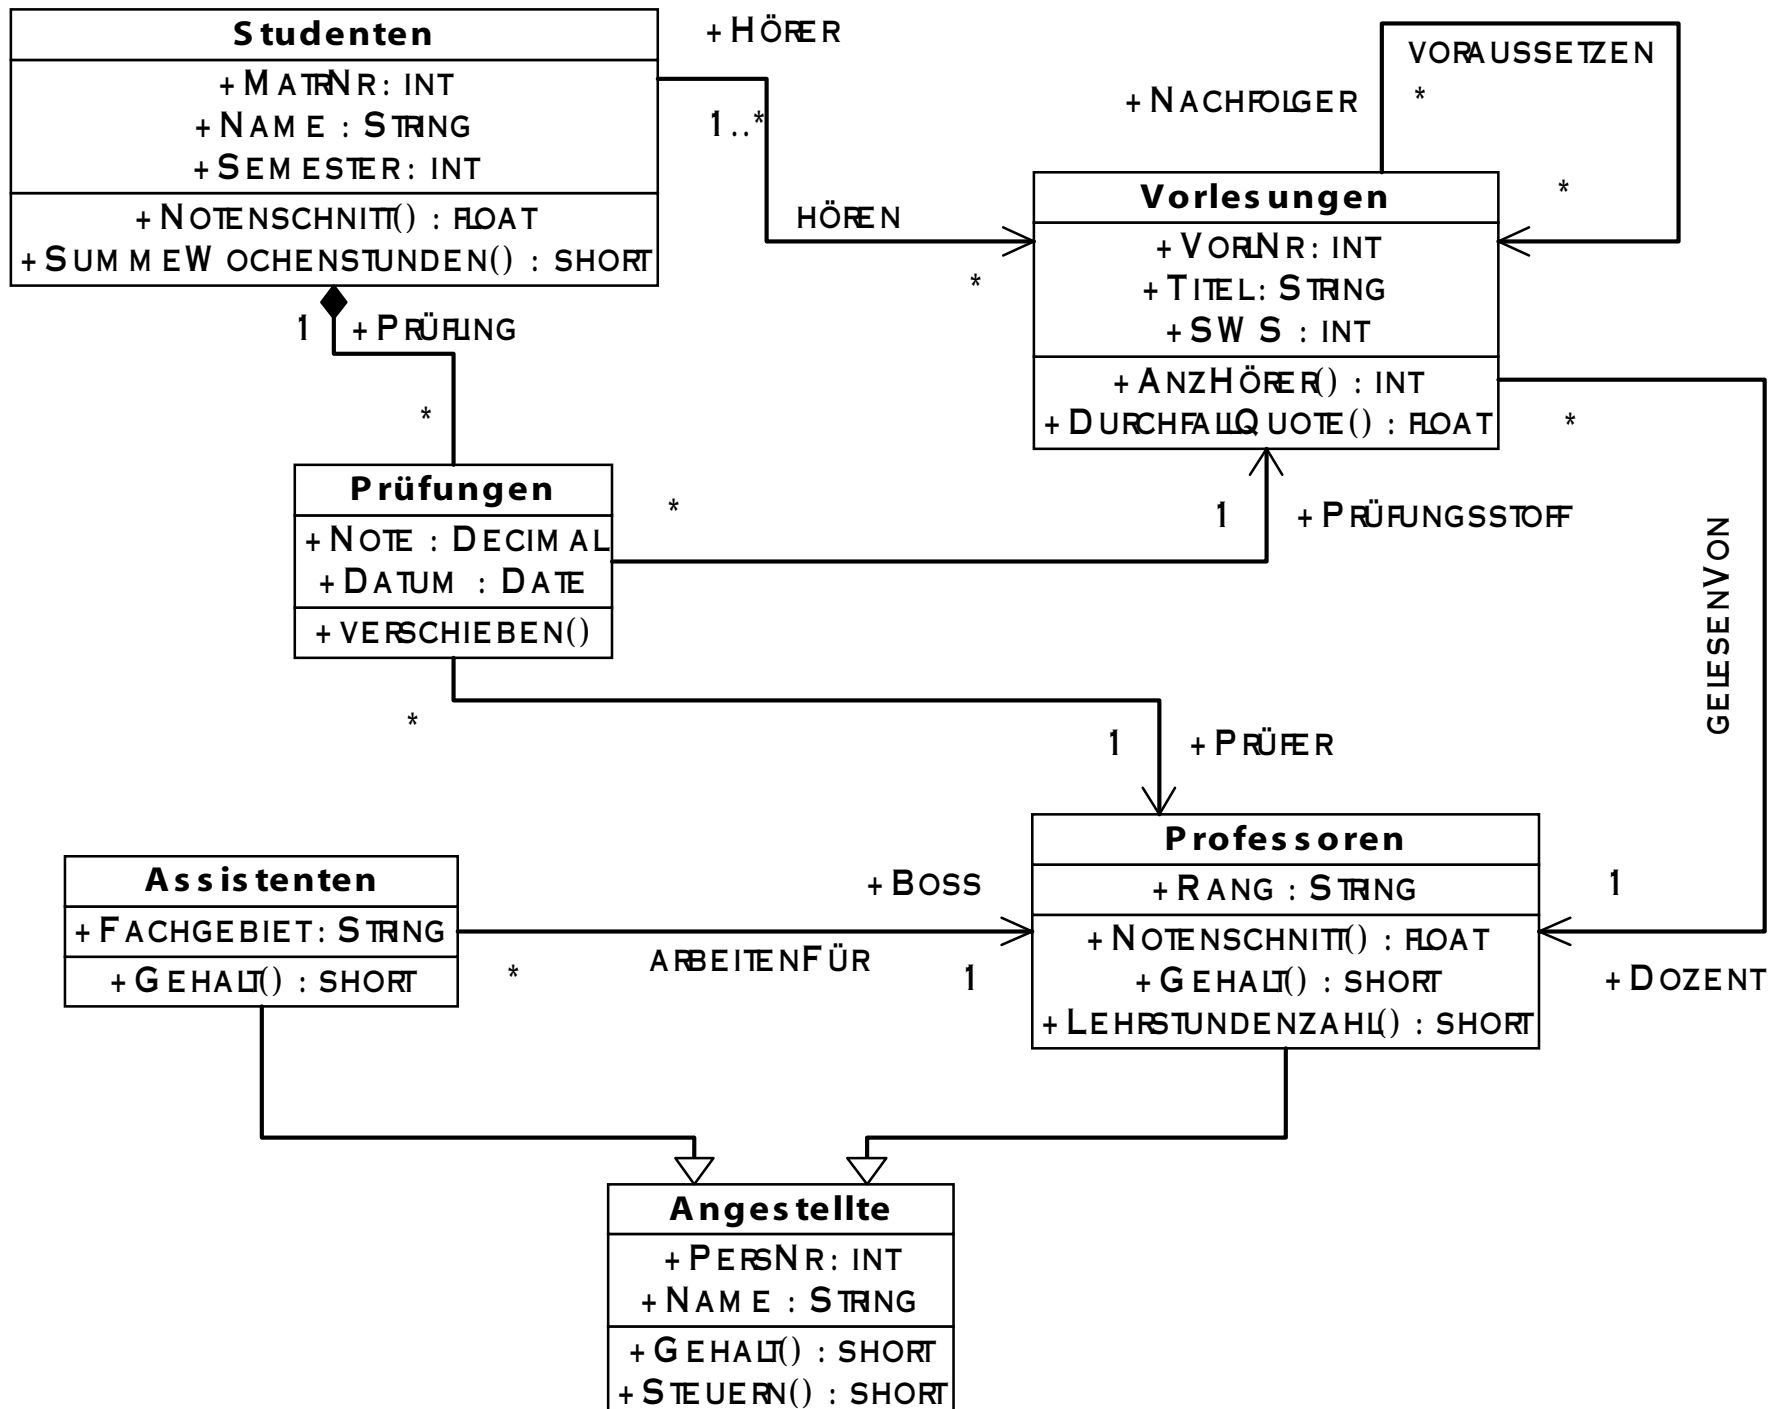 Studenten
+MatrNr: int
+Name : String
+Semester: int
+Notenschnitt() : float
+SummeWochenstunden() : short
+Hörer
1..*
hören
*
voraussetzen
+Nachfolger
*
*
Vorlesungen
+VorlNr: int
+Titel: String
+SWS : int
+AnzHörer() : int
+DurchfallQuote() : float
1
+Prüfling
*
Prüfungen
+Note : Decimal
+Datum : Date
+verschieben()
*
1
+Prüfungsstoff
*
gelesenVon
*
1
+Prüfer
Assistenten
+Fachgebiet: String
+Gehalt() : short
+Boss
arbeitenFür
*
1
Professoren
+Rang : String
+Notenschnitt() : float
+Gehalt() : short
+Lehrstundenzahl() : short
1
+Dozent
Angestellte
+PersNr: int
+Name : String
+Gehalt() : short
+Steuern() : short